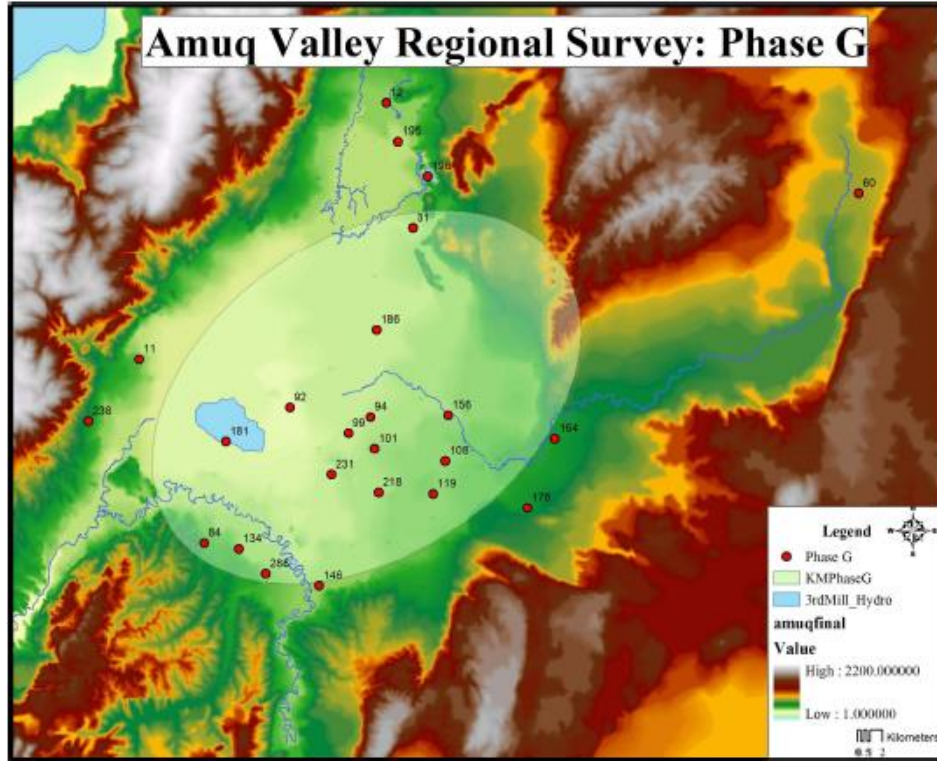 Amuq Valley Regional Survey: Phase G
12
195
198
60
31
186
11
92
238
94
156
99
181
101
164
108
231
218
119
176
84
134
146
N
Legend
Phase G
KMPhaseG
3rdMill_Hydro
amuqfinal
Value
High : 2200.000000
Low : 1.000000
Kilometers